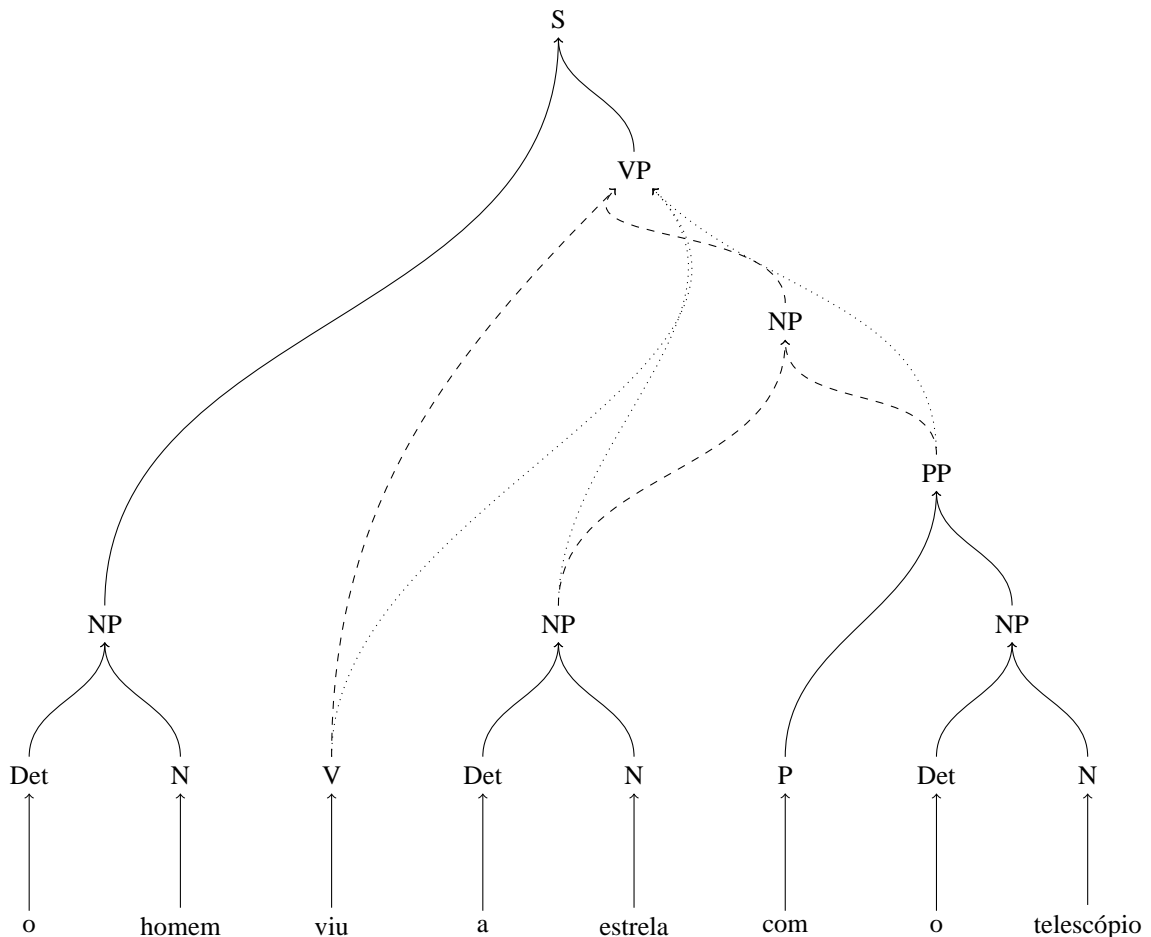 S
VP
NP
PP
NP NP NP
Det N V Det N P Det N
o homem viu a estrela com o telescópio